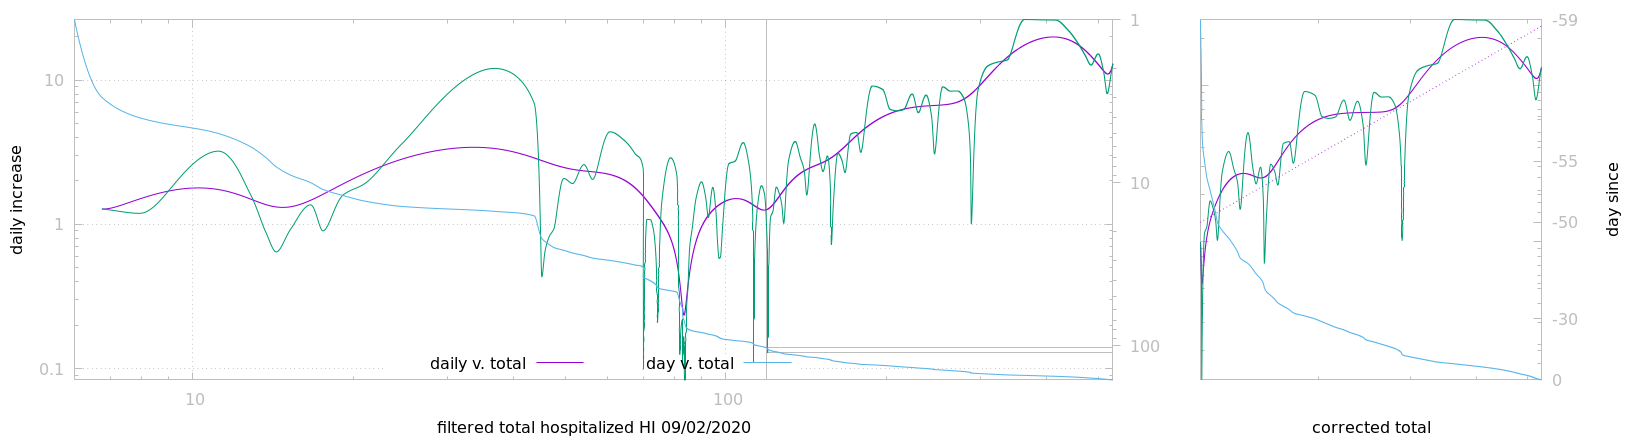 10
1
0.1
daily increase
daily v. total
day v. total
10
100
filtered total hospitalized HI 09/02/2020
1
10
100
-59
-55
-50
-30
0
day since
corrected total